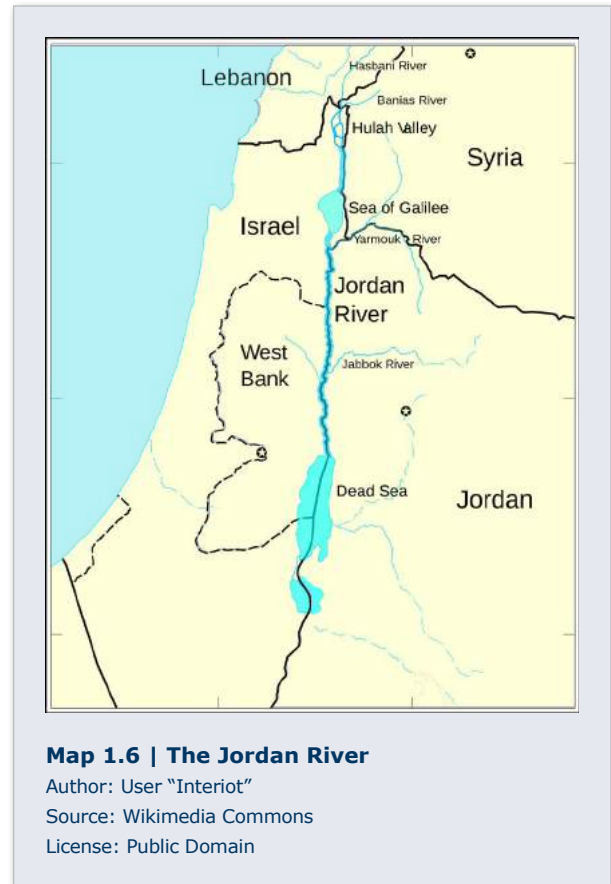 Lebanon
Hasbani River
Banias River
Hulah Valley
Syria
Sea of Galilee
Israel
Yarmouk River
Jordan
River
West
Bank
Jabbok River
Dead Sea
Jordan
Map 1.6 | The Jordan River
Author: User “Interiot”
Source: Wikimedia Commons
License: Public Domain